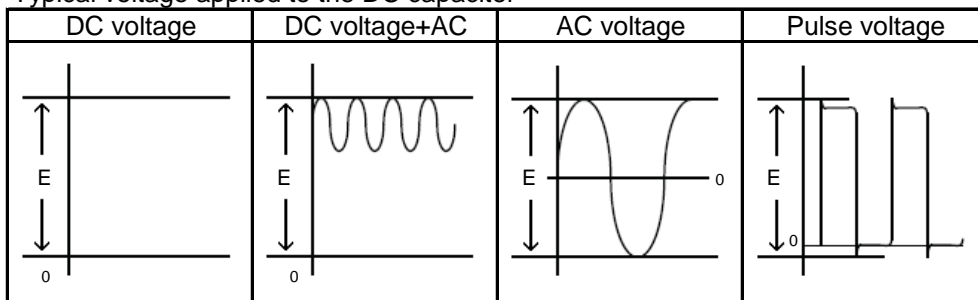 Typical voltage applied to the DC capacitor
DC voltage DC voltage+AC AC voltage Pulse voltage
E E E 0 E
0
0 0